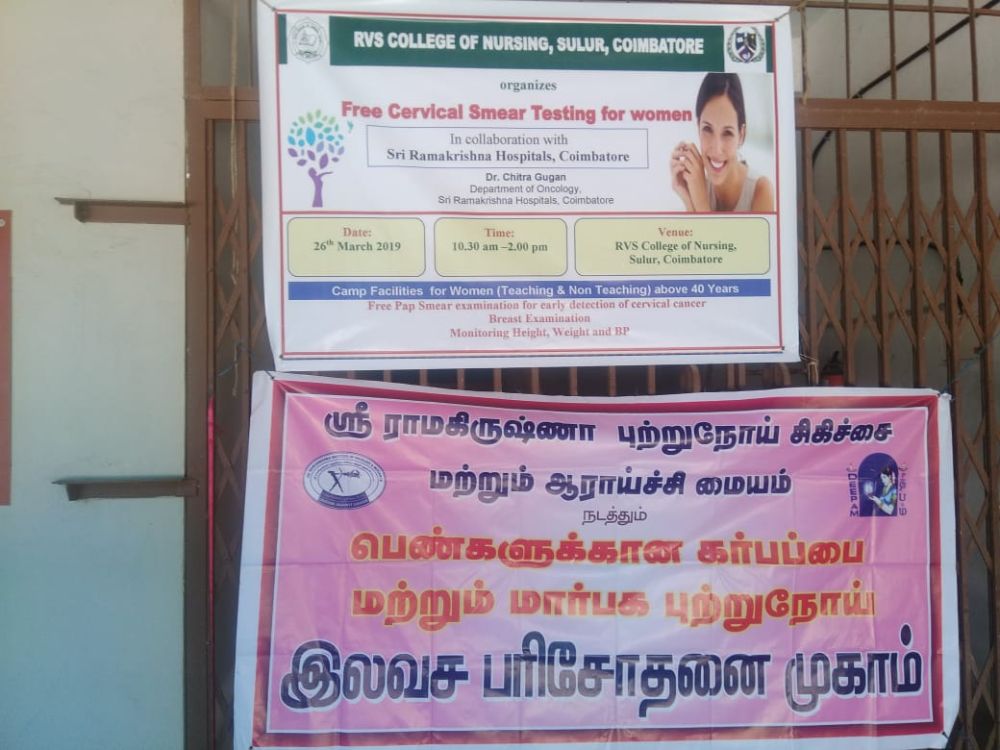 RVS COLLEGE OF NURSING, SULUR, COIMBATORE
organizes
Free Cervical Smear Testing for women
In collaboration with
Sri Ramakrishna Hospitals, Coimbatore
Dr. Chitra Gugan
Department of Oncology,
Sri Ramakrishna Hospitals, Coimbatore
Date:
26th March 2019
Time:
10.30 am –2.00 pm
Venue:
RVS College of Nursing,
Sulur, Coimbatore
Camp Facilities for Women (Teaching & Non Teaching) above 40 Years
Free Pap Smear examination for early detection of cervical cancer
Breast Examination
Monitoring Height, Weight and BP
ஸ்ரீ ராமகிருஷ்ணா புற்றுநோய் சிகிச்சை
மற்றும் ஆராய்ச்சி மையம்
DEEPAM
நடத்தும்
பெண்களுக்கான கர்பப்பை
மற்றும் மார்பக புற்றுநோய்
இலவச பரிசோதனை முகாம்